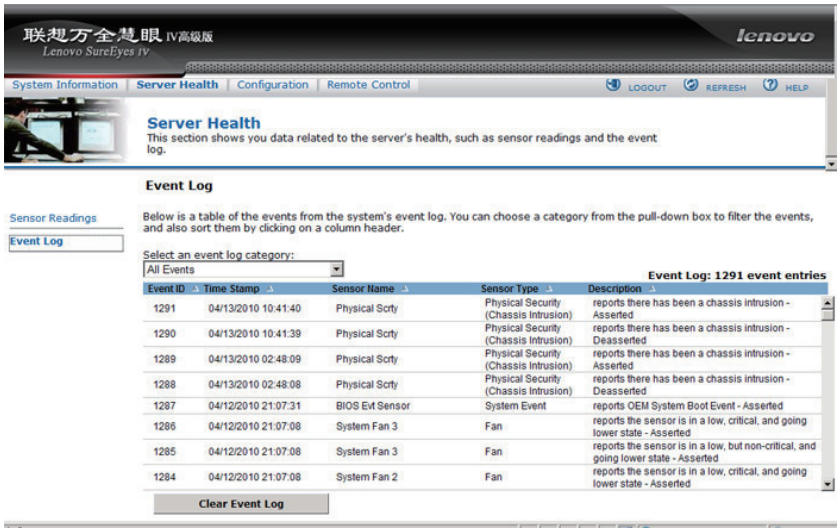 联想万全慧眼 IV高级版
Lenovo SureEyes iv
lenovo
System Information Server Health Configuration Remote Control LOGOUT REFRESH HELP
Server Health
This section shows you data related to the server's health, such as sensor readings and the event
log.
Event Log
Sensor Readings
Event Log
Below is a table of the events from the system's event log. You can choose a category from the pull-down box to filter the events,
and also sort them by clicking on a column header.
Select an event log category:
All Events
Event Log: 1291 event entries
Event ID Time Stamp Sensor Name Sensor Type Description
1291 04/13/2010 10:41:40 Physical Scrty Physical Security (Chassis Intrusion) reports there has been a chassis intrusion - Asserted
1290 04/13/2010 10:41:39 Physical Scrty Physical Security (Chassis Intrusion) reports there has been a chassis intrusion - Deasserted
1289 04/13/2010 02:48:09 Physical Scrty Physical Security (Chassis Intrusion) reports there has been a chassis intrusion - Asserted
1288 04/13/2010 02:48:08 Physical Scrty Physical Security (Chassis Intrusion) reports there has been a chassis intrusion - Deasserted
1287 04/12/2010 21:07:31 BIOS Evt Sensor System Event reports OEM System Boot Event - Asserted
1286 04/12/2010 21:07:08 System Fan 3 Fan reports the sensor is in a low, critical, and going lower state - Asserted
1285 04/12/2010 21:07:08 System Fan 3 Fan reports the sensor is in a low, but non-critical, and going lower state - Asserted
1284 04/12/2010 21:07:08 System Fan 2 Fan reports the sensor is in a low, critical, and going lower state - Asserted
Clear Event Log